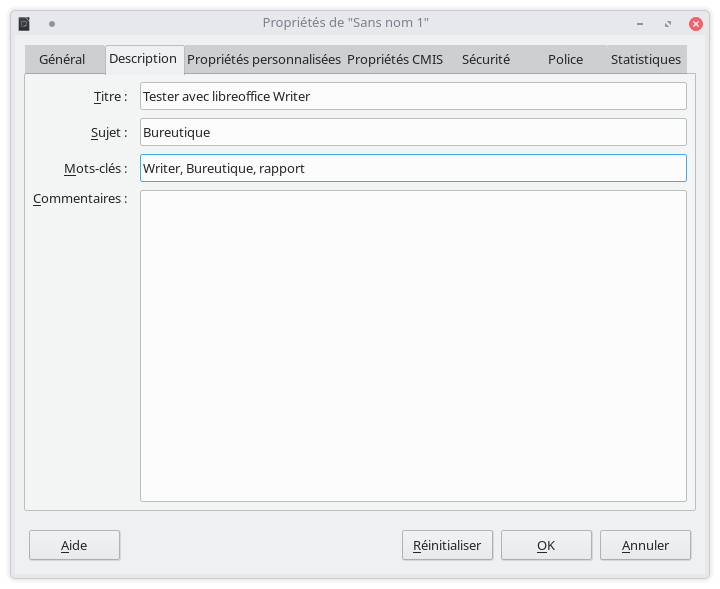 Propriétés de "Sans nom 1"
Général Description Propriétés personnalisées Propriétés CMIS Sécurité Police Statistiques
Titre : Tester avec libreoffice Writer
Sujet : Bureutique
Mots-clés : Writer, Bureutique, rapport
Commentaires :
Aide Réinitialiser OK Annuler